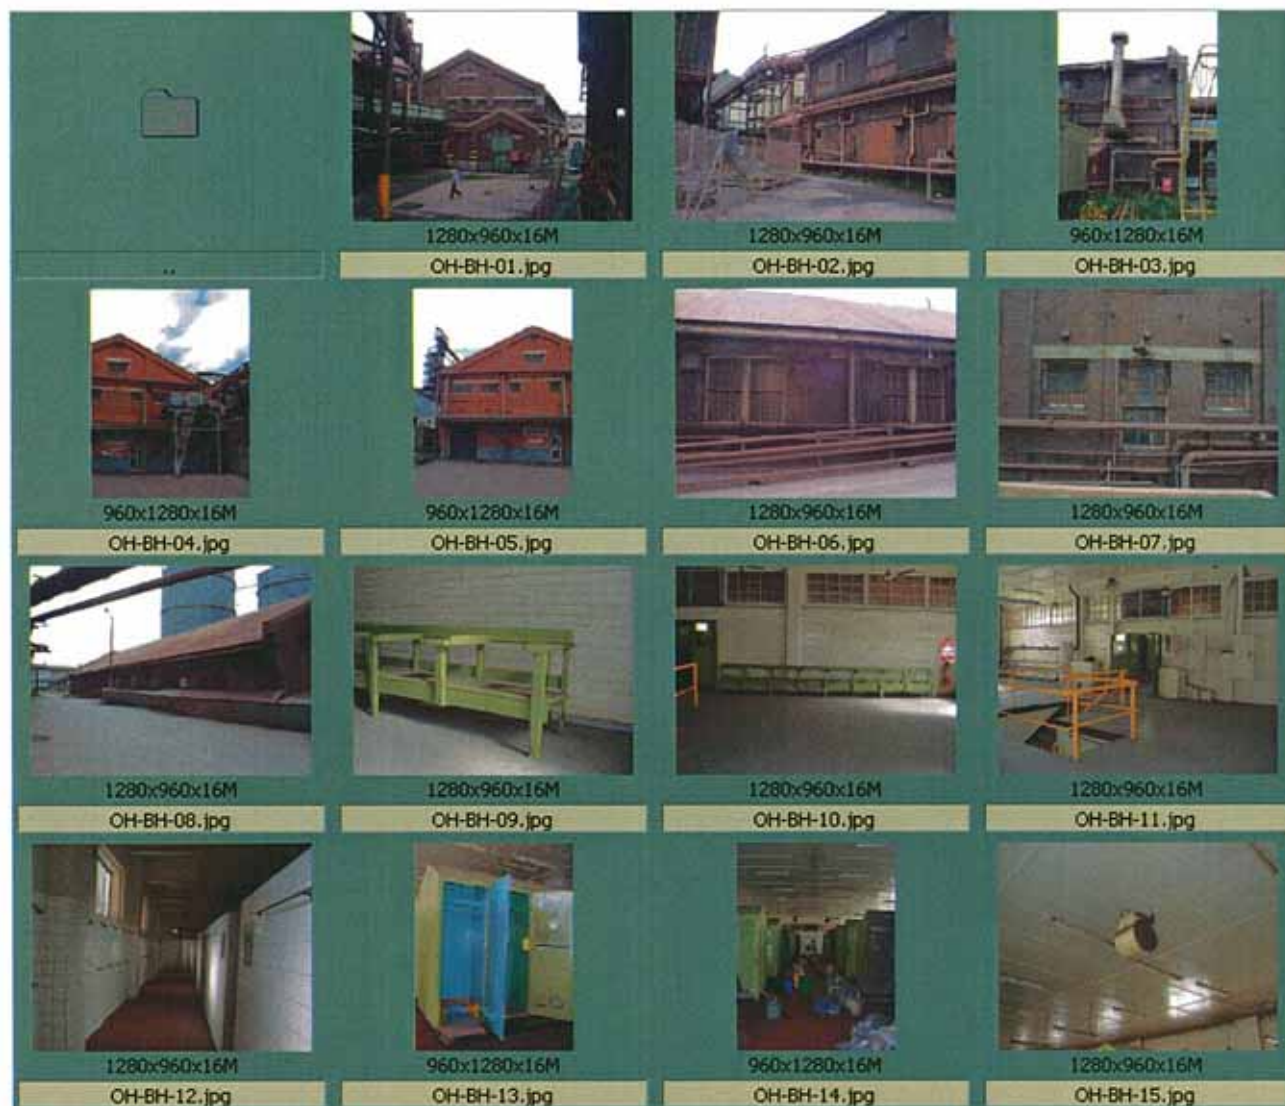 1280x960x16M 1280x960x16M 960x1280x16M
.. OH-BH-01.jpg OH-BH-02.jpg OH-BH-03.jpg
960x1280x16M 960x1280x16M 1280x960x16M 1280x960x16M
OH-BH-04.jpg OH-BH-05.jpg OH-BH-06.jpg OH-BH-07.jpg
1280x960x16M 1280x960x16M 1280x960x16M 1280x960x16M
OH-BH-08.jpg OH-BH-09.jpg OH-BH-10.jpg OH-BH-11.jpg
1280x960x16M 960x1280x16M 960x1280x16M 1280x960x16M
OH-BH-12.jpg OH-BH-13.jpg OH-BH-14.jpg OH-BH-15.jpg